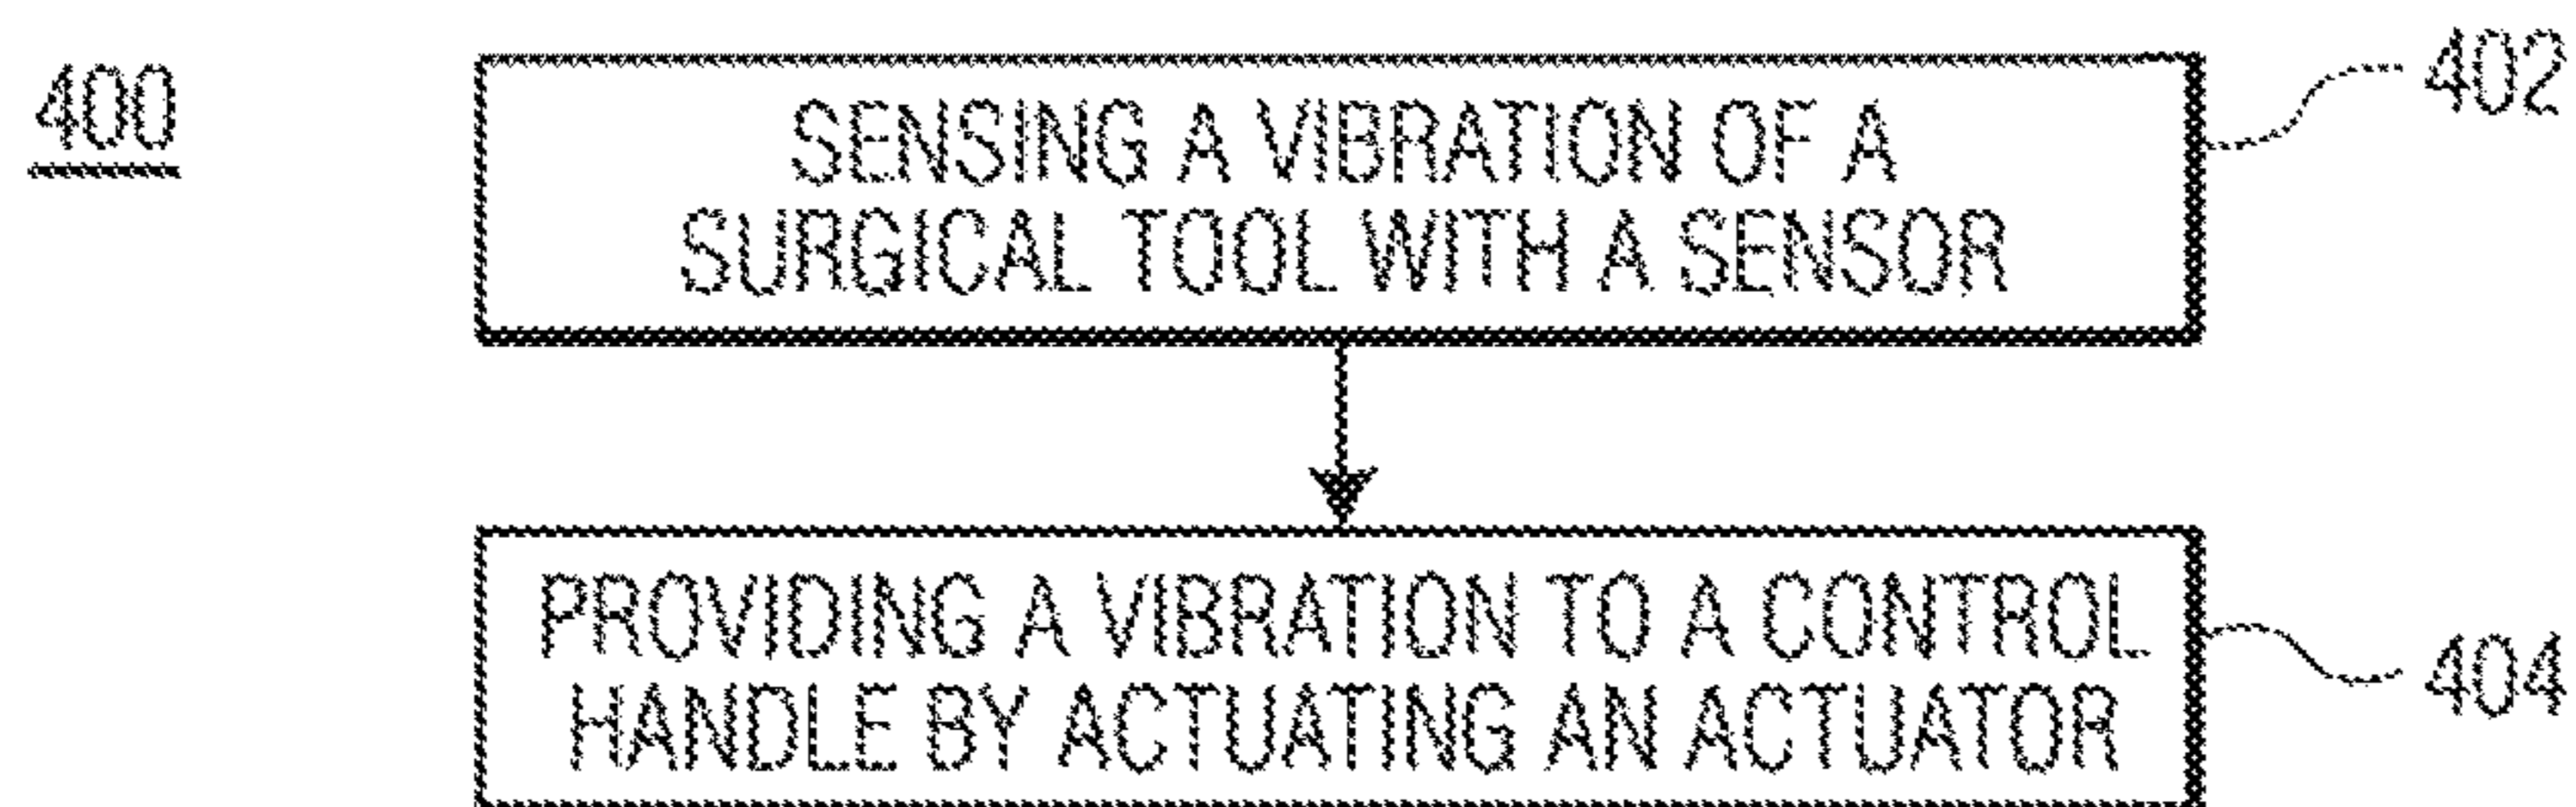 400
SENSING A VIBRATION OF A
SURGICAL TOOL WITH A SENSOR
402
PROVIDING A VIBRATION TO A CONTROL
HANDLE BY ACTUATING AN ACTUATOR
404